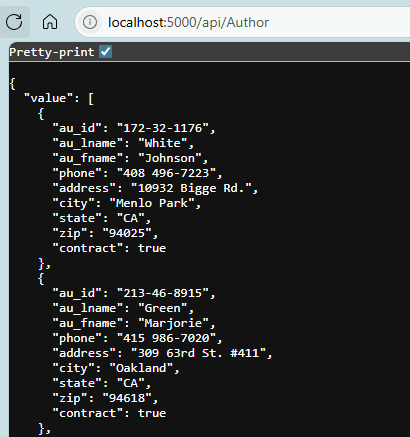 localhost:5000/api/Author
Pretty-print
{
  "value": [
    {
      "au_id": "172-32-1176",
      "au_lname": "White",
      "au_fname": "Johnson",
      "phone": "408 496-7223",
      "address": "10932 Bigge Rd.",
      "city": "Menlo Park",
      "state": "CA",
      "zip": "94025",
      "contract": true
    },
    {
      "au_id": "213-46-8915",
      "au_lname": "Green",
      "au_fname": "Marjorie",
      "phone": "415 986-7020",
      "address": "309 63rd St. #411",
      "city": "Oakland",
      "state": "CA",
      "zip": "94618",
      "contract": true
    },